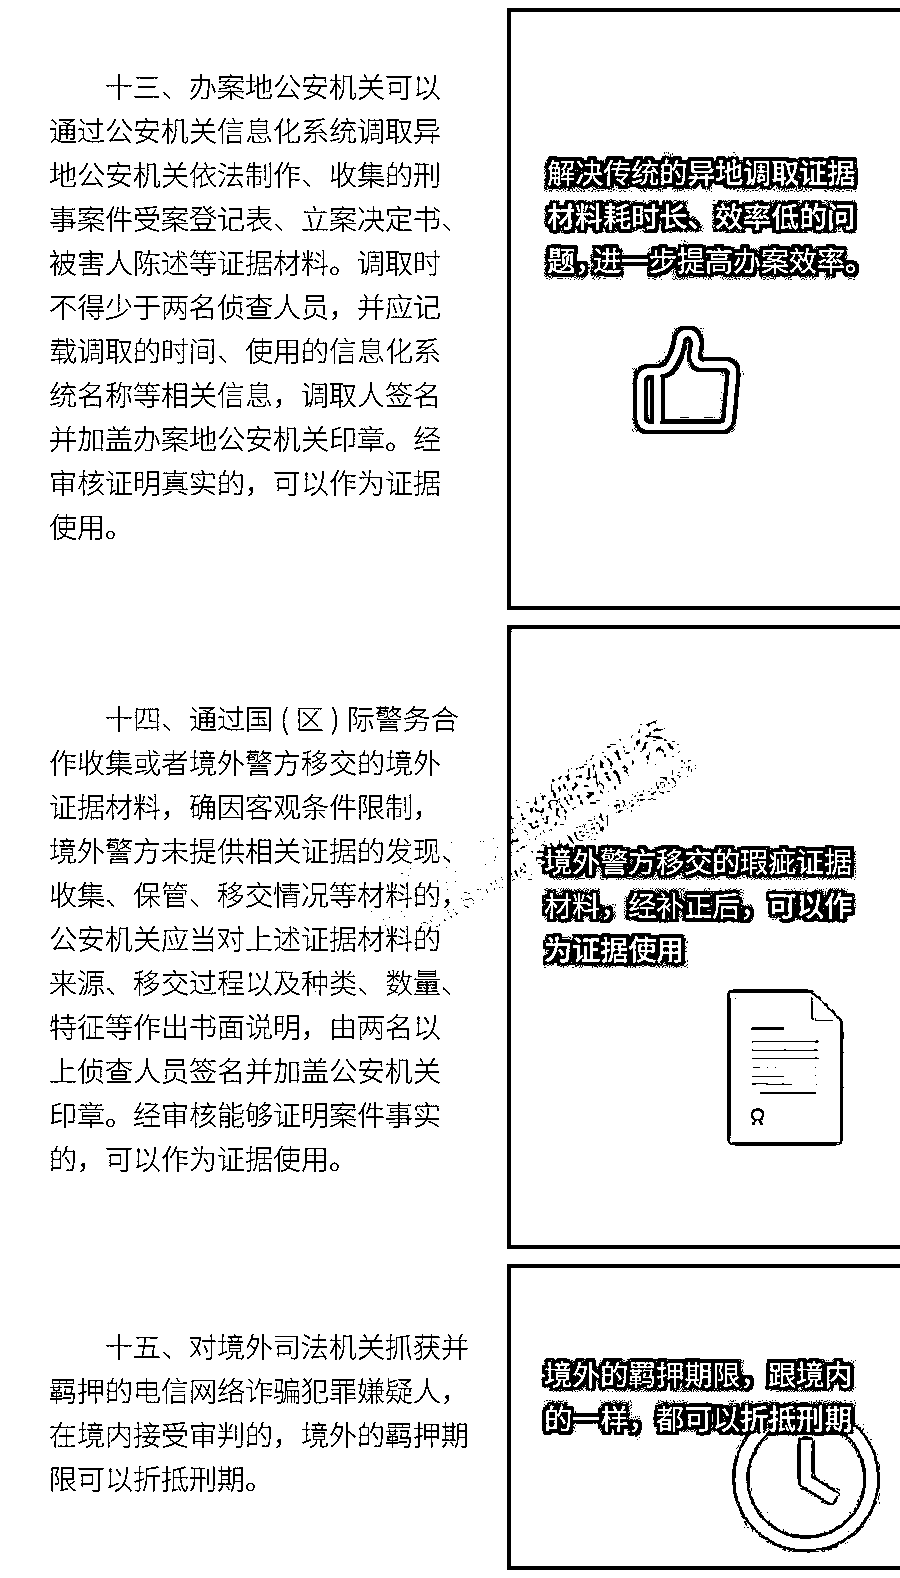 十三、办案地公安机关可以
通过公安机关信息化系统调取异
地公安机关依法制作、收集的刑
事案件受案登记表、立案决定书、
被害人陈述等证据材料。调取时
不得少于两名侦查人员，并应记
载调取的时间、使用的信息化系
统名称等相关信息，调取人签名
并加盖办案地公安机关印章。经
审核证明真实的，可以作为证据
使用。
解决传统的异地调取证据
材料耗时长、效率低的问
题，进一步提高办案效率。
十四、通过国(区)际警务合
作收集或者境外警方移交的境外
证据材料，确因客观条件限制，
境外警方未提供相关证据的发现、
收集、保管、移交情况等材料的，
公安机关应当对上述证据材料的
来源、移交过程以及种类、数量、
特征等作出书面说明，由两名以
上侦查人员签名并加盖公安机关
印章。经审核能够证明案件事实
的，可以作为证据使用。
境外警方移交的瑕疵证据
材料，经补正后，可以作
为证据使用
十五、对境外司法机关抓获并
羁押的电信网络诈骗犯罪嫌疑人，
在境内接受审判的，境外的羁押期
限可以折抵刑期。
境外的羁押期限，跟境内
的一样，都可以折抵刑期